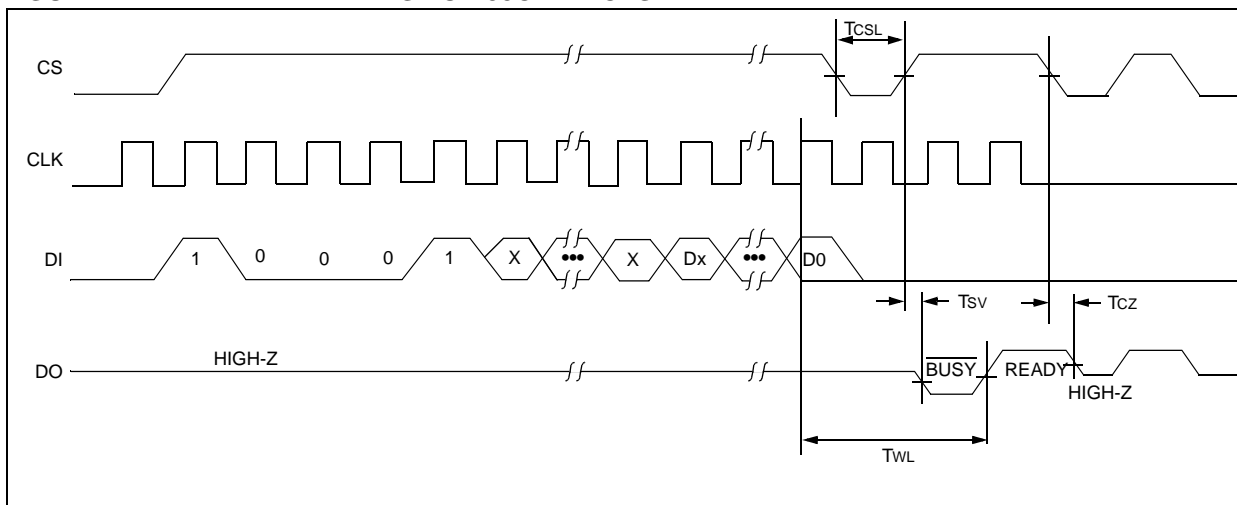 TCSL
CS
CLK
DI
1 0 0 0 1 X ••• X Dx ••• D0
TSV
TCZ
HIGH-Z
DO
BUSY
READY
HIGH-Z
TWL